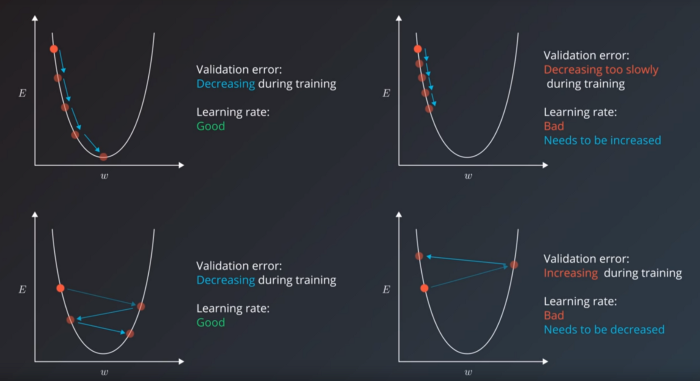 E
w
Validation error:
Decreasing during training
Learning rate:
Good
E
w
Validation error:
Decreasing too slowly
during training
Learning rate:
Bad
Needs to be increased
E
w
Validation error:
Decreasing during training
Learning rate:
Good
E
w
Validation error:
Increasing during training
Learning rate:
Bad
Needs to be decreased